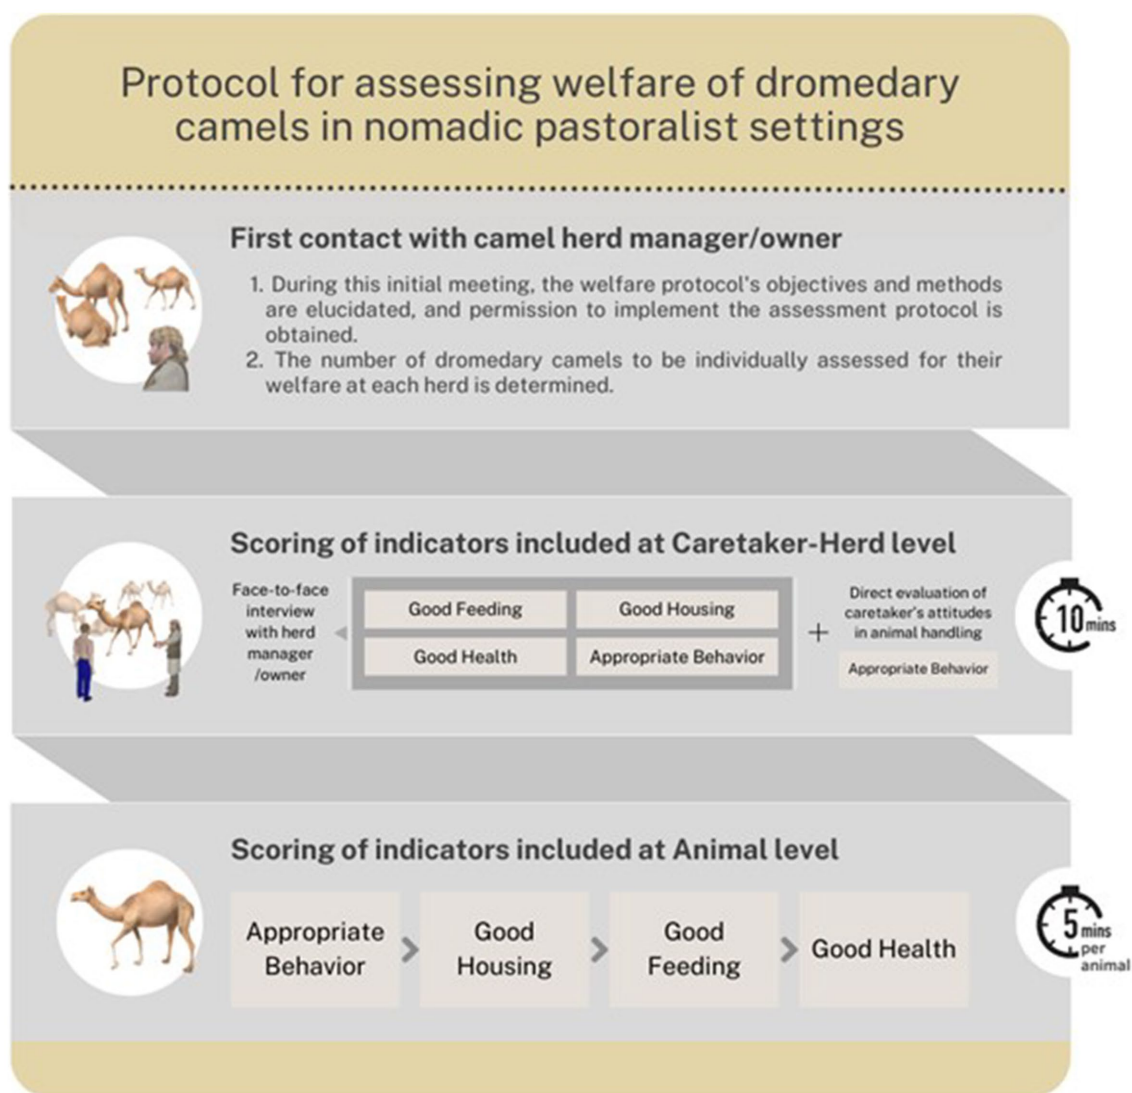 Protocol for assessing welfare of dromedary
camels in nomadic pastoralist settings
First contact with camel herd manager/owner
1. During this initial meeting, the welfare protocol's objectives and methods
are elucidated, and permission to implement the assessment protocol is
obtained.
2. The number of dromedary camels to be individually assessed for their
welfare at each herd is determined.
Scoring of indicators included at Caretaker-Herd level
Face-to-face
interview
with herd
manager
/owner
Good Feeding
Good Housing
Good Health
Appropriate Behavior
+
Direct evaluation of
caretaker's attitudes
in animal handling
Appropriate Behavior
10 mins
Scoring of indicators included at Animal level
Appropriate
Behavior
Good
Housing
Good
Feeding
Good Health
5 mins
per
animal